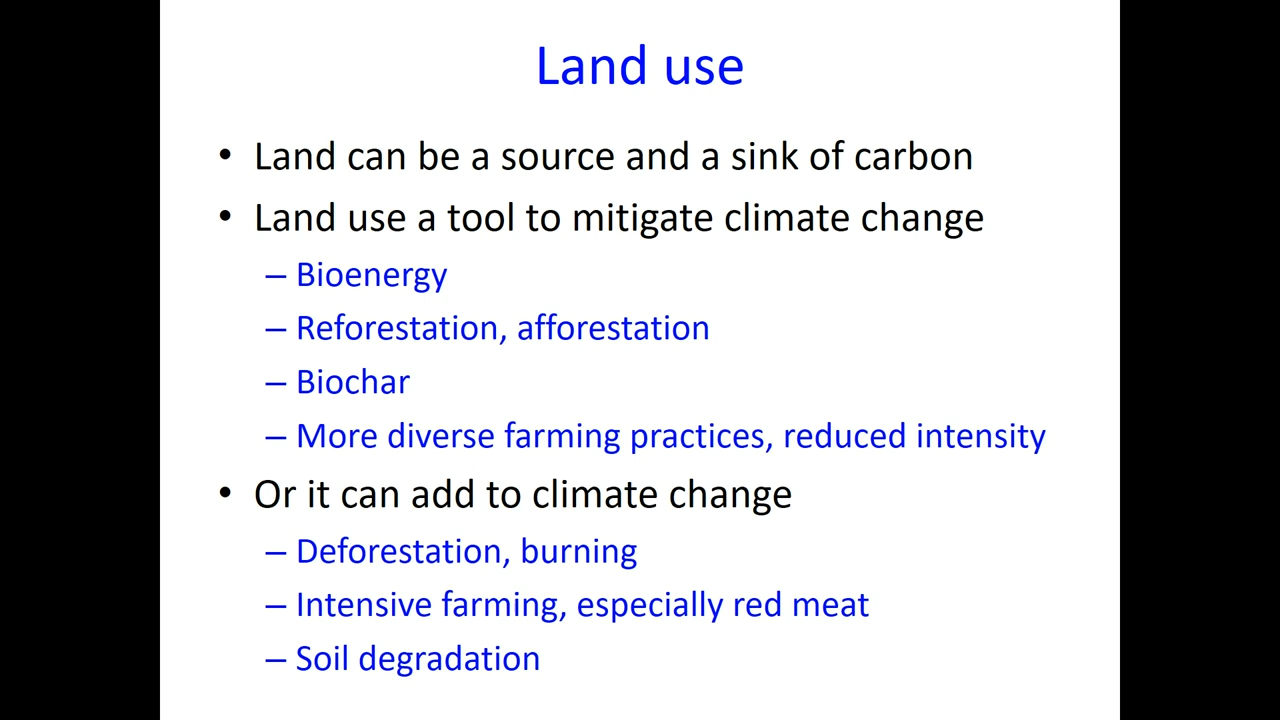 Land use
• Land can be a source and a sink of carbon
• Land use a tool to mitigate climate change
– Bioenergy
– Reforestation, afforestation
– Biochar
– More diverse farming practices, reduced intensity
• Or it can add to climate change
– Deforestation, burning
– Intensive farming, especially red meat
– Soil degradation